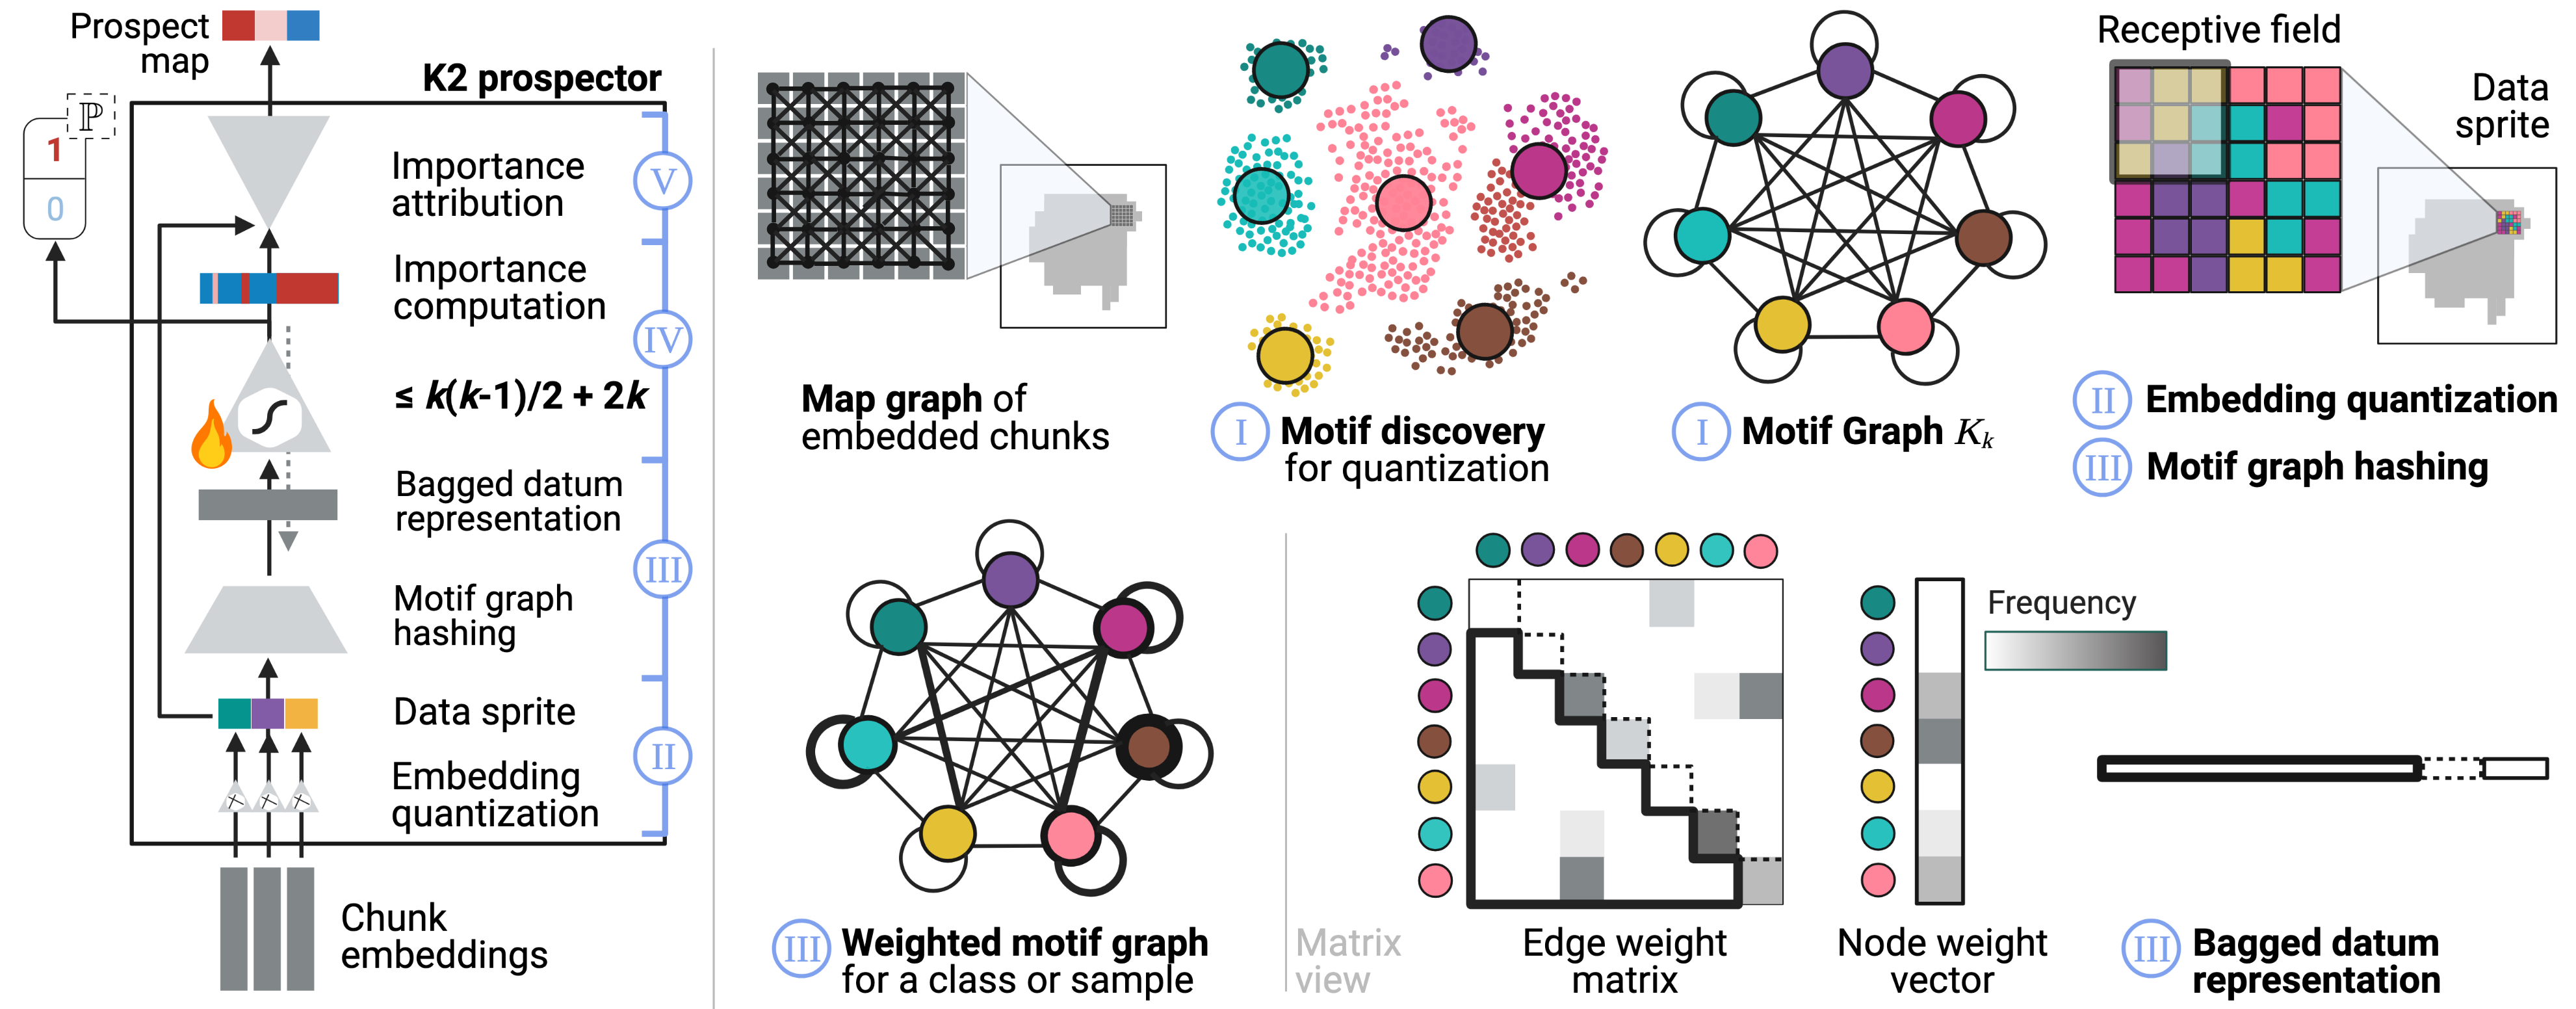 Prospect
map
K2 prospector
ℙ
1
0
Importance
attribution
V
Importance
computation
IV
≤ k(k-1)/2 + 2k
Bagged datum
representation
III
Motif graph
hashing
Data sprite
II
Embedding
quantization
Chunk
embeddings
Map graph of
embedded chunks
I Motif discovery
for quantization
I Motif Graph Kk
Receptive field
Data
sprite
II Embedding quantization
III Motif graph hashing
III Weighted motif graph
for a class or sample
Matrix
view
Edge weight
matrix
Node weight
vector
Frequency
III Bagged datum
representation